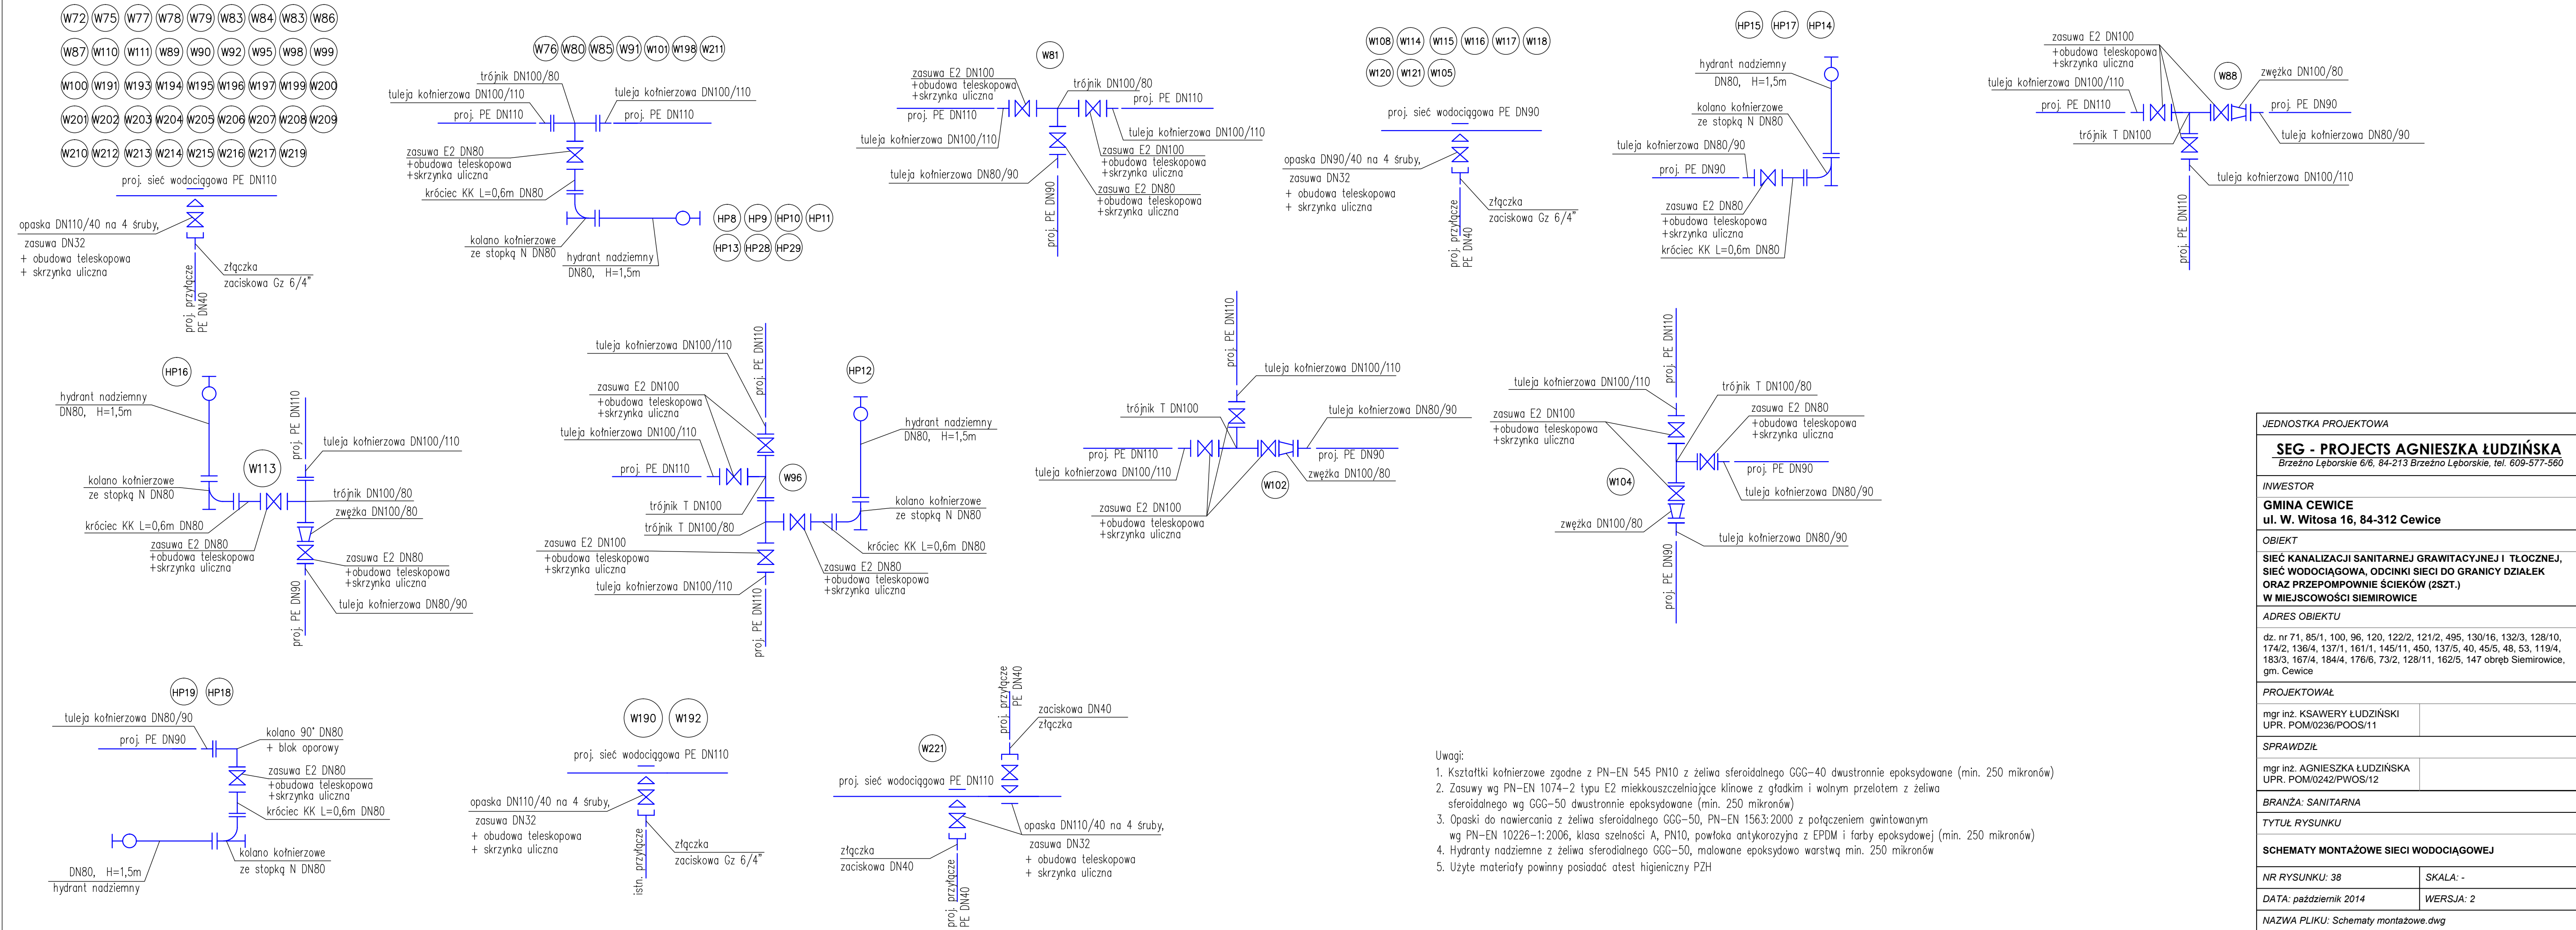 W72 W75 W77 W78 W79 W83 W84 W83 W86
W87 W110 W111 W89 W90 W92 W95 W98 W99
W100 W191 W193 W194 W195 W196 W197 W199 W200
W201 W202 W203 W204 W205 W206 W207 W208 W209
W210 W212 W213 W214 W215 W216 W217 W219
proj. sieć wodociągowa PE DN110
opaska DN110/40 na 4 śruby,
zasuwa DN32
+ obudowa teleskopowa
+ skrzynka uliczna
złączka
zaciskowa Gz 6/4"
proj. przyłącze
PE DN40
W76 W80 W85 W91 W101 W198 W211
trójnik DN100/80
tuleja kołnierzowa DN100/110
tuleja kołnierzowa DN100/110
proj. PE DN110
proj. PE DN110
zasuwa E2 DN80
+obudowa teleskopowa
+skrzynka uliczna
króciec KK L=0,6m DN80
kolano kołnierzowe
ze stopką N DN80
hydrant nadziemny
DN80, H=1,5m
HP8 HP9 HP10 HP11
HP13 HP28 HP29
W81
zasuwa E2 DN100
+obudowa teleskopowa
+skrzynka uliczna
trójnik DN100/80
proj. PE DN110
proj. PE DN110
tuleja kołnierzowa DN100/110
tuleja kołnierzowa DN100/110
zasuwa E2 DN100
+obudowa teleskopowa
+skrzynka uliczna
tuleja kołnierzowa DN80/90
zasuwa E2 DN80
+obudowa teleskopowa
+skrzynka uliczna
proj. PE DN90
W108 W114 W115 W116 W117 W118
W120 W121 W105
proj. sieć wodociągowa PE DN90
opaska DN90/40 na 4 śruby,
zasuwa DN32
+ obudowa teleskopowa
+ skrzynka uliczna
złączka
zaciskowa Gz 6/4"
proj. przyłącze
PE DN40
HP15 HP17 HP14
hydrant nadziemny
DN80, H=1,5m
kolano kołnierzowe
ze stopką N DN80
tuleja kołnierzowa DN80/90
proj. PE DN90
zasuwa E2 DN80
+obudowa teleskopowa
+skrzynka uliczna
króciec KK L=0,6m DN80
zasuwa E2 DN100
+obudowa teleskopowa
+skrzynka uliczna
W88
zwężka DN100/80
tuleja kołnierzowa DN100/110
proj. PE DN110
proj. PE DN90
trójnik T DN100
tuleja kołnierzowa DN80/90
tuleja kołnierzowa DN100/110
proj. PE DN110
HP16
hydrant nadziemny
DN80, H=1,5m
proj. PE DN110
tuleja kołnierzowa DN100/110
W113
kolano kołnierzowe
ze stopką N DN80
trójnik DN100/80
zwężka DN100/80
króciec KK L=0,6m DN80
zasuwa E2 DN80
+obudowa teleskopowa
+skrzynka uliczna
zasuwa E2 DN80
+obudowa teleskopowa
+skrzynka uliczna
tuleja kołnierzowa DN80/90
proj. PE DN90
tuleja kołnierzowa DN100/110
proj. PE DN110
HP12
zasuwa E2 DN100
+obudowa teleskopowa
+skrzynka uliczna
hydrant nadziemny
DN80, H=1,5m
tuleja kołnierzowa DN100/110
proj. PE DN110
W96
trójnik T DN100
kolano kołnierzowe
ze stopką N DN80
trójnik T DN100/80
zasuwa E2 DN100
+obudowa teleskopowa
+skrzynka uliczna
króciec KK L=0,6m DN80
zasuwa E2 DN80
+obudowa teleskopowa
+skrzynka uliczna
tuleja kołnierzowa DN100/110
proj. PE DN110
proj. PE DN110
tuleja kołnierzowa DN100/110
trójnik T DN100
tuleja kołnierzowa DN80/90
proj. PE DN110
proj. PE DN90
tuleja kołnierzowa DN100/110
W102
zwężka DN100/80
zasuwa E2 DN100
+obudowa teleskopowa
+skrzynka uliczna
proj. PE DN110
tuleja kołnierzowa DN100/110
trójnik T DN100/80
zasuwa E2 DN100
+obudowa teleskopowa
+skrzynka uliczna
zasuwa E2 DN80
+obudowa teleskopowa
+skrzynka uliczna
proj. PE DN90
W104
tuleja kołnierzowa DN80/90
zwężka DN100/80
tuleja kołnierzowa DN80/90
proj. PE DN90
HP19 HP18
tuleja kołnierzowa DN80/90
proj. PE DN90
kolano 90° DN80
+ blok oporowy
zasuwa E2 DN80
+obudowa teleskopowa
+skrzynka uliczna
króciec KK L=0,6m DN80
kolano kołnierzowe
ze stopką N DN80
DN80, H=1,5m
hydrant nadziemny
W190 W192
proj. sieć wodociągowa PE DN110
opaska DN110/40 na 4 śruby,
zasuwa DN32
+ obudowa teleskopowa
+ skrzynka uliczna
złączka
zaciskowa Gz 6/4"
istn. przyłącze
proj. przyłącze
PE DN40
zaciskowa DN40
złączka
W221
proj. sieć wodociągowa PE DN110
opaska DN110/40 na 4 śruby,
zasuwa DN32
+ obudowa teleskopowa
+ skrzynka uliczna
złączka
zaciskowa DN40
proj. przyłącze
PE DN40
Uwagi:
1. Kształtki kołnierzowe zgodne z PN-EN 545 PN10 z żeliwa sferoidalnego GGG-40 dwustronnie epoksydowane (min. 250 mikronów)
2. Zasuwy wg PN-EN 1074-2 typu E2 miekkouszczelniające klinowe z gładkim i wolnym przelotem z żeliwa
sferoidalnego wg GGG-50 dwustronnie epoksydowane (min. 250 mikronów)
3. Opaski do nawiercania z żeliwa sferoidalnego GGG-50, PN-EN 1563:2000 z połączeniem gwintowanym
wg PN-EN 10226-1:2006, klasa szelności A, PN10, powłoka antykorozyjna z EPDM i farby epoksydowej (min. 250 mikronów)
4. Hydranty nadziemne z żeliwa sferodialnego GGG-50, malowane epoksydowo warstwą min. 250 mikronów
5. Użyte materiały powinny posiadać atest higieniczny PZH
JEDNOSTKA PROJEKTOWA
SEG - PROJECTS AGNIESZKA ŁUDZIŃSKA
Brzeźno Lęborskie 6/6, 84-213 Brzeźno Lęborskie, tel. 609-577-560
INWESTOR
GMINA CEWICE
ul. W. Witosa 16, 84-312 Cewice
OBIEKT
SIEĆ KANALIZACJI SANITARNEJ GRAWITACYJNEJ I TŁOCZNEJ,
SIEĆ WODOCIĄGOWA, ODCINKI SIECI DO GRANICY DZIAŁEK
ORAZ PRZEPOMPOWNIE ŚCIEKÓW (2SZT.)
W MIEJSCOWOŚCI SIEMIROWICE
ADRES OBIEKTU
dz. nr 71, 85/1, 100, 96, 120, 122/2, 121/2, 495, 130/16, 132/3, 128/10,
174/2, 136/4, 137/1, 161/1, 145/11, 450, 137/5, 40, 45/5, 48, 53, 119/4,
183/3, 167/4, 184/4, 176/6, 73/2, 128/11, 162/5, 147 obręb Siemirowice,
gm. Cewice
PROJEKTOWAŁ
mgr inż. KSAWERY ŁUDZIŃSKI
UPR. POM/0236/POOS/11
SPRAWDZIŁ
mgr inż. AGNIESZKA ŁUDZIŃSKA
UPR. POM/0242/PWOS/12
BRANŻA: SANITARNA
TYTUŁ RYSUNKU
SCHEMATY MONTAŻOWE SIECI WODOCIĄGOWEJ
NR RYSUNKU: 38
SKALA: -
DATA: październik 2014
WERSJA: 2
NAZWA PLIKU: Schematy montażowe.dwg